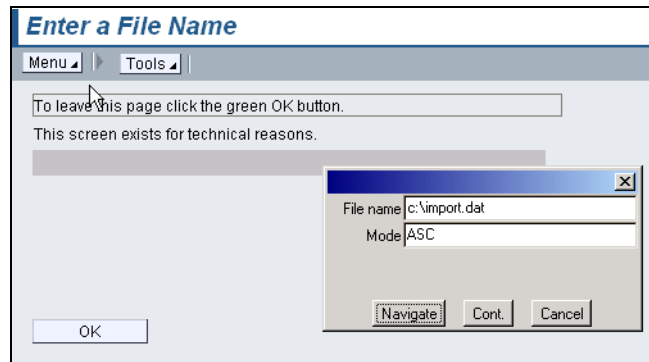 Enter a File Name
Menu Tools
To leave this page click the green OK button.
This screen exists for technical reasons.
File name c:\import.dat
Mode ASC
Navigate Cont. Cancel
OK